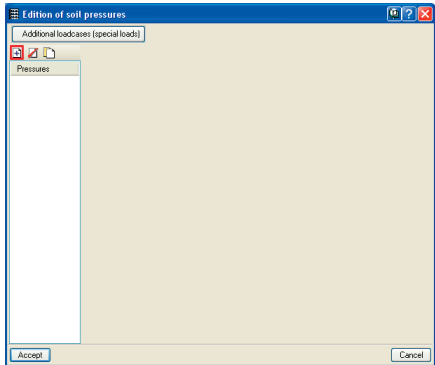 Edition of soil pressures
Additional loadcases (special loads)
Pressures
Accept
Cancel